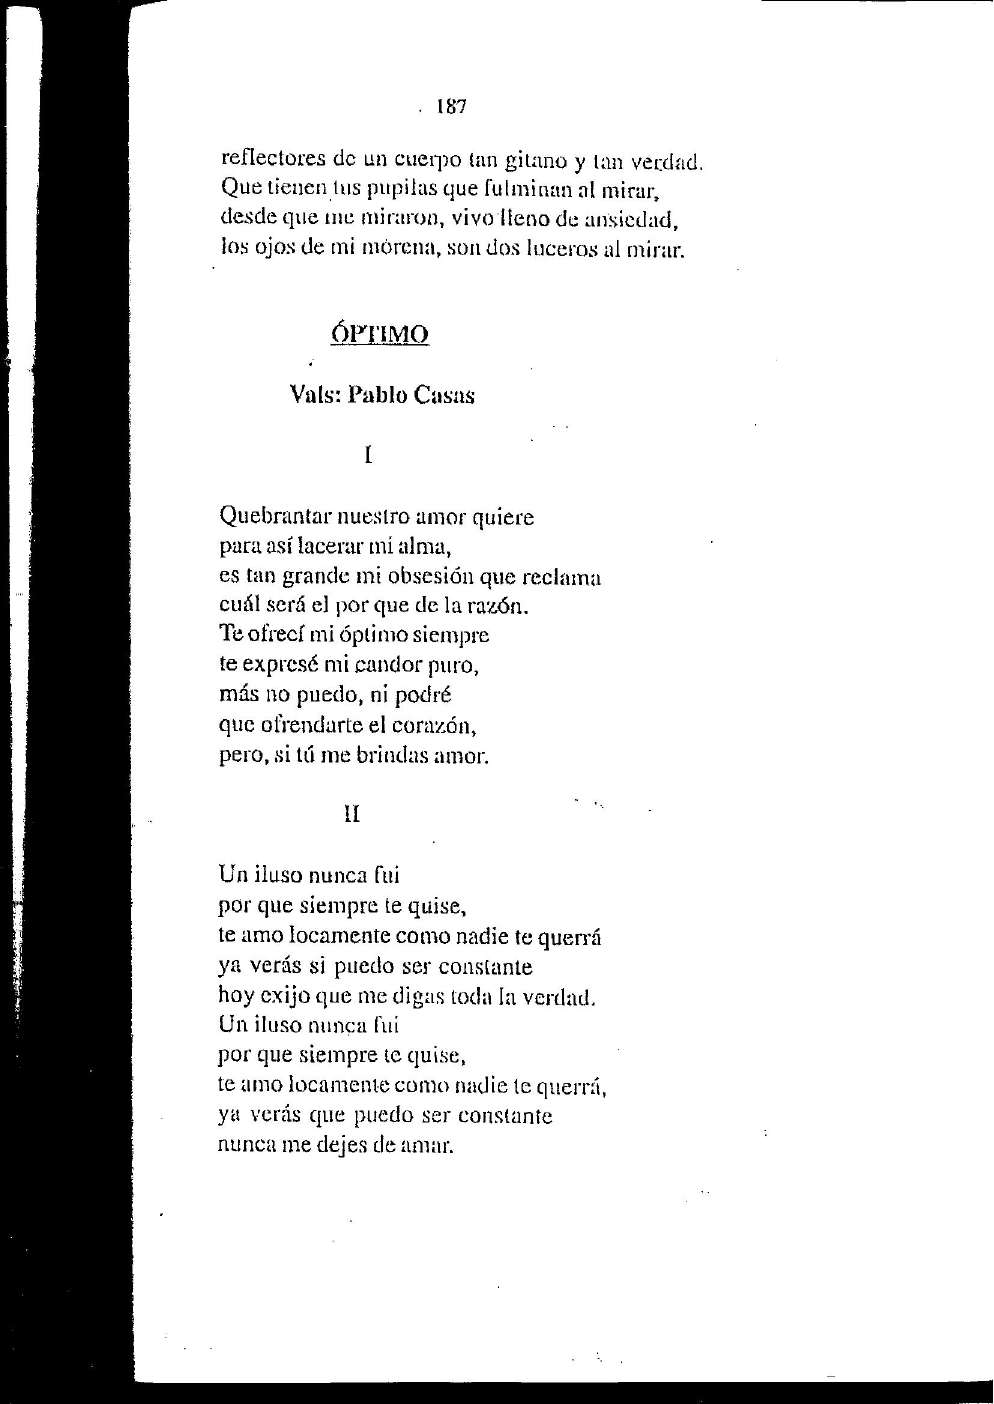 187
reflectores de un cuerpo tan gitano y tan verdad.
Que tienen tus pupilas que fulminan al mirar,
desde que me miraron, vivo lleno de ansiedad,
los ojos de mi morena, son dos luceros al mirar.
ÓPTIMO
Vals: Pablo Casas
I
Quebrantar nuestro amor quiere
para así lacerar mi alma,
es tan grande mi obsesión que reclama
cuál será el por que de la razón.
Te ofrecí mi óptimo siempre
te expresé mi candor puro,
más no puedo, ni podré
que ofrendarte el corazón,
pero, si tú me brindas amor.
II
Un iluso nunca fui
por que siempre te quise,
te amo locamente como nadie te querrá
ya verás si puedo ser constante
hoy exijo que me digas toda la verdad.
Un iluso nunca fui
por que siempre te quise,
te amo locamente como nadie te querrá,
ya verás que puedo ser constante
nunca me dejes de amar.